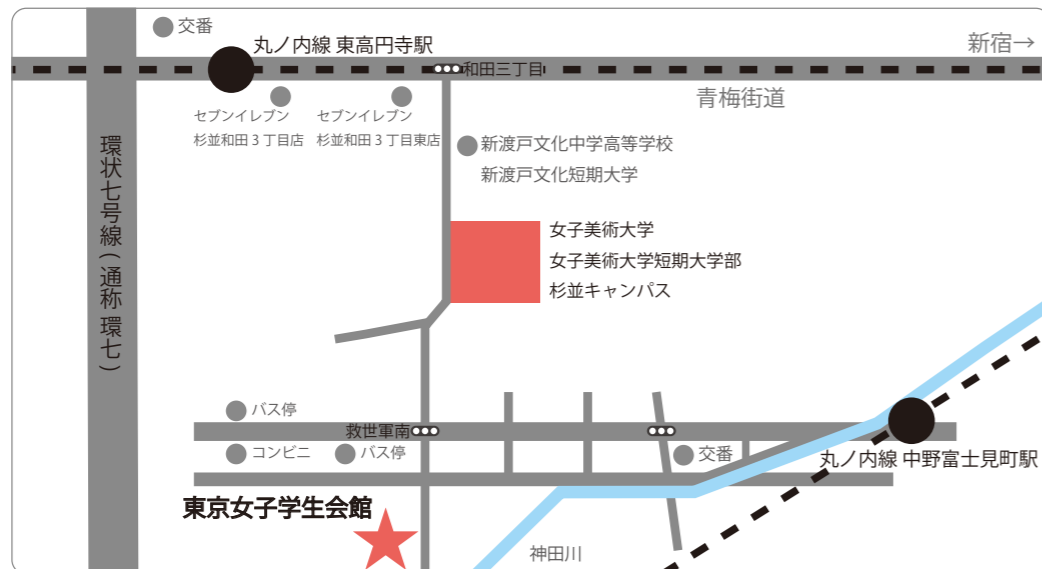 交番
丸ノ内線 東高円寺駅
新宿→
和田三丁目
青梅街道
セブンイレブン
杉並和田3丁目店
セブンイレブン
杉並和田3丁目東店
環状七号線(通称 環七)
新渡戸文化中学高等学校
新渡戸文化短期大学
女子美術大学
女子美術大学短期大学部
杉並キャンパス
バス停
救世軍南
コンビニ
バス停
交番
丸ノ内線 中野富士見町駅
東京女子学生会館
神田川